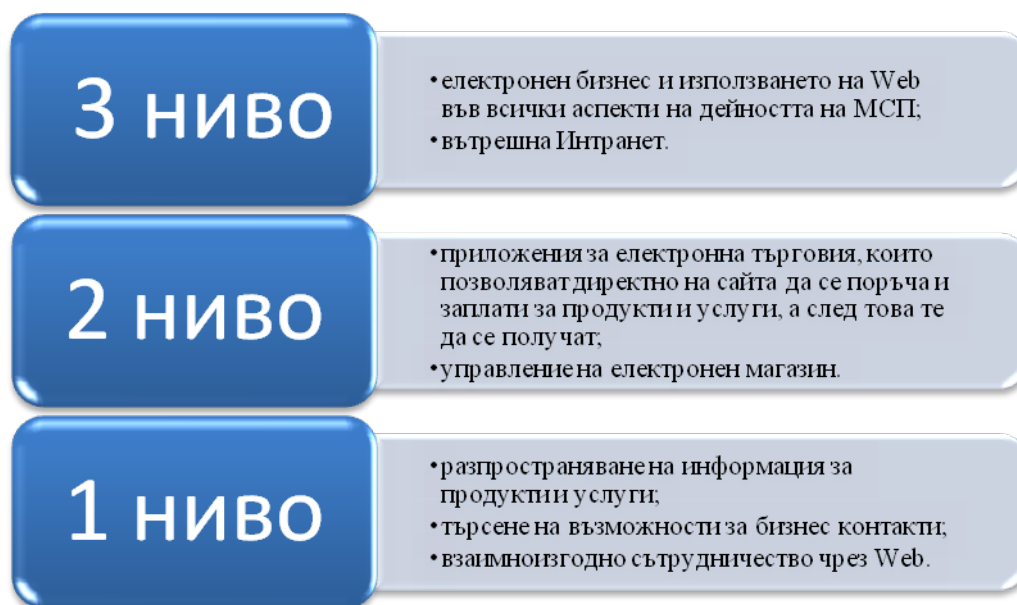 3 ниво
•електронен бизнес и използването на Web
във всички аспекти на дейността на МСП;
•вътрешна Интранет.
2 ниво
•приложения за електронна търговия, които
позволяват директно на сайта да се поръча и
заплати за продукти и услуги, а след това те
да се получат;
•управление на електронен магазин.
1 ниво
•разпространяване на информация за
продукти и услуги;
•търсене на възможности за бизнес контакти;
•взаимноизгодно сътрудничество чрез Web.